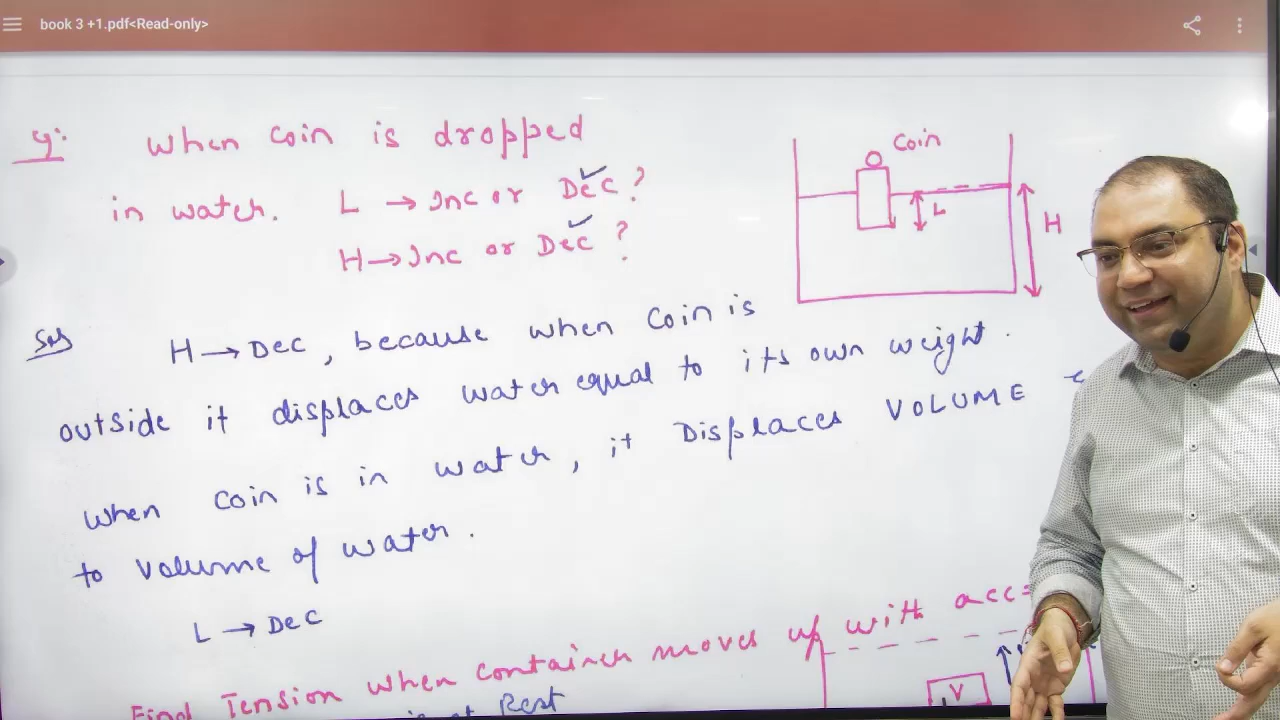 book 3 +1.pdf<Read-only>
Q: When coin is dropped
in water. L → Inc or Dec ?
H → Inc or Dec ?
Coin
L
H
Sol
H → Dec , because when coin is
outside it displaces water equal to its own weight .
When coin is in water , it Displaces VOLUME
to volume of water .
L → Dec
Find Tension when container moves up with acc =
Rest
V